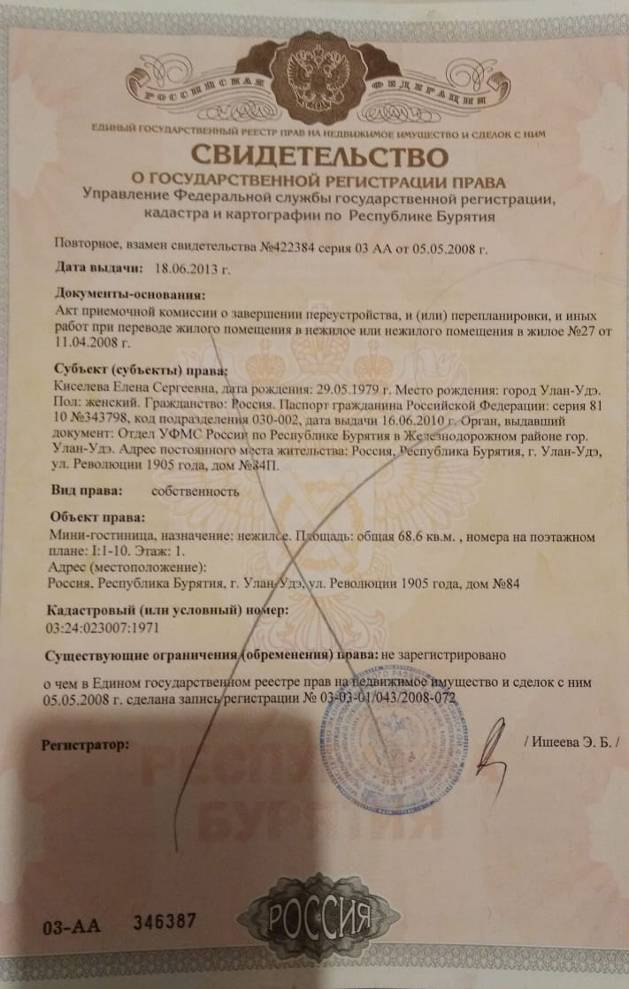 РОССИЙСКАЯ ФЕДЕРАЦИЯ
ЕДИНЫЙ ГОСУДАРСТВЕННЫЙ РЕЕСТР ПРАВ НА НЕДВИЖИМОЕ ИМУЩЕСТВО И СДЕЛОК С НИМ
СВИДЕТЕЛЬСТВО
О ГОСУДАРСТВЕННОЙ РЕГИСТРАЦИИ ПРАВА
Управление Федеральной службы государственной регистрации,
кадастра и картографии по Республике Бурятия
Повторное, взамен свидетельства №422384 серия 03 АА от 05.05.2008 г.
Дата выдачи: 18.06.2013 г.
Документы-основания:
Акт приемочной комиссии о завершении переустройства, и (или) перепланировки, и иных
работ при переводе жилого помещения в нежилое или нежилого помещения в жилое №27 от
11.04.2008 г.
Субъект (субъекты) права:
Киселева Елена Сергеевна, дата рождения: 29.05.1979 г. Место рождения: город Улан-Удэ.
Пол: женский. Гражданство: Россия. Паспорт гражданина Российской Федерации: серия 81
10 №343798, код подразделения 030-002, дата выдачи 16.06.2010 г. Орган, выдавший
документ: Отдел УФМС России по Республике Бурятия в Железнодорожном районе гор.
Улан-Удэ. Адрес постоянного места жительства: Россия, Республика Бурятия, г. Улан-Удэ,
ул. Революции 1905 года, дом №84П.
Вид права: собственность
Объект права:
Мини-гостиница, назначение: нежилое. Площадь: общая 68.6 кв.м. , номера на поэтажном
плане: I:1-10. Этаж: 1.
Адрес (местоположение):
Россия, Республика Бурятия, г. Улан-Удэ, ул. Революции 1905 года, дом №84
Кадастровый (или условный) номер:
03:24:023007:1971
Существующие ограничения (обременения) права: не зарегистрировано
о чем в Едином государственном реестре прав на недвижимое имущество и сделок с ним
05.05.2008 г. сделана запись регистрации № 03-03-01/043/2008-072
Регистратор: / Ишеева Э. Б. /
РЕСПУБЛИКА
БУРЯТИЯ
03-АА 346387
РОССИЯ